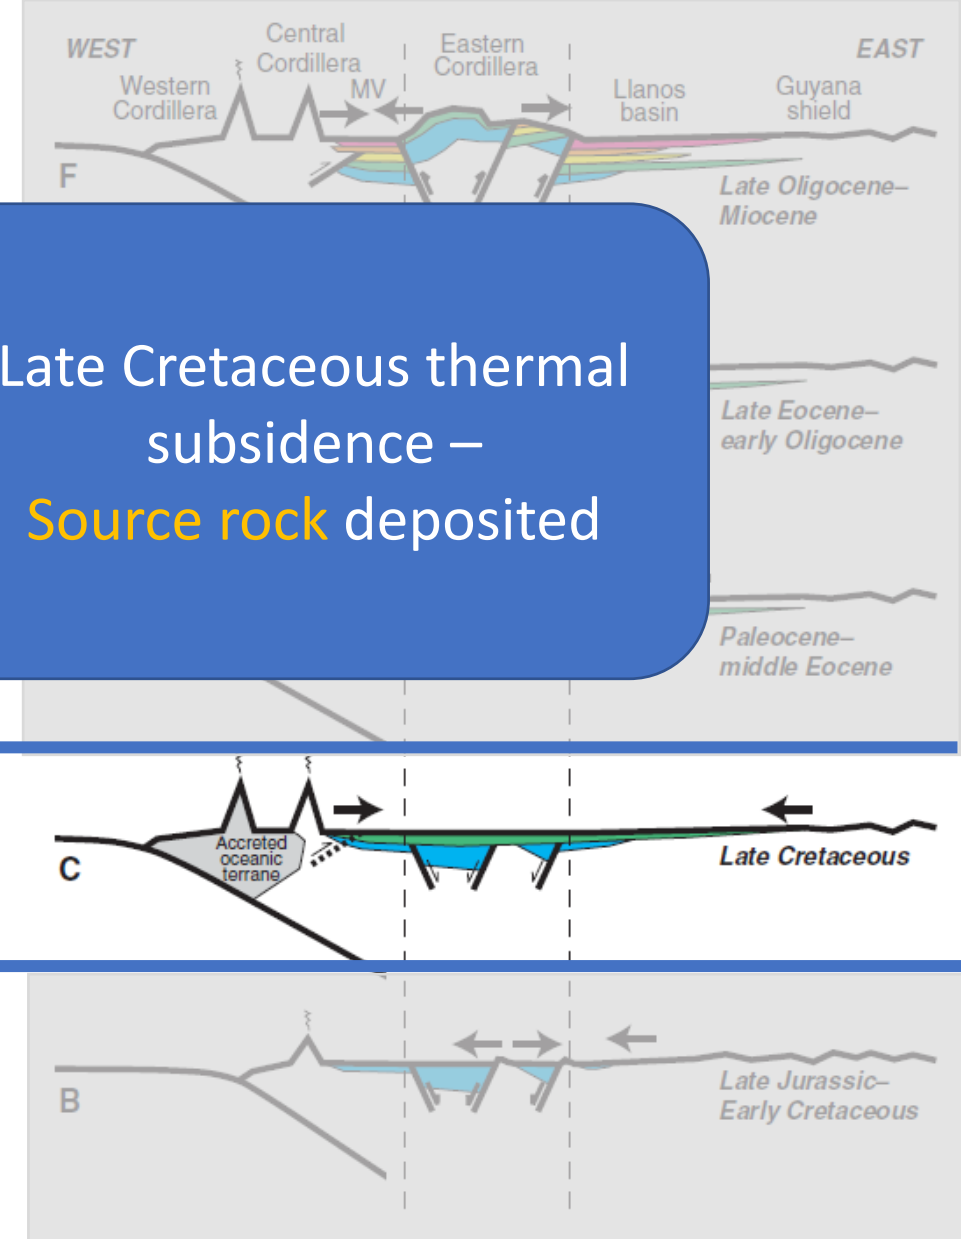 WEST
Central
Cordillera
Eastern
Cordillera
EAST
Western
Cordillera
MV
Llanos
basin
Guyana
shield
F
Late Oligocene–
Miocene
Late Cretaceous thermal
subsidence –
Source rock deposited
Late Eocene–
early Oligocene
Paleocene–
middle Eocene
Accreted
oceanic
terrane
C
Late Cretaceous
B
Late Jurassic–
Early Cretaceous